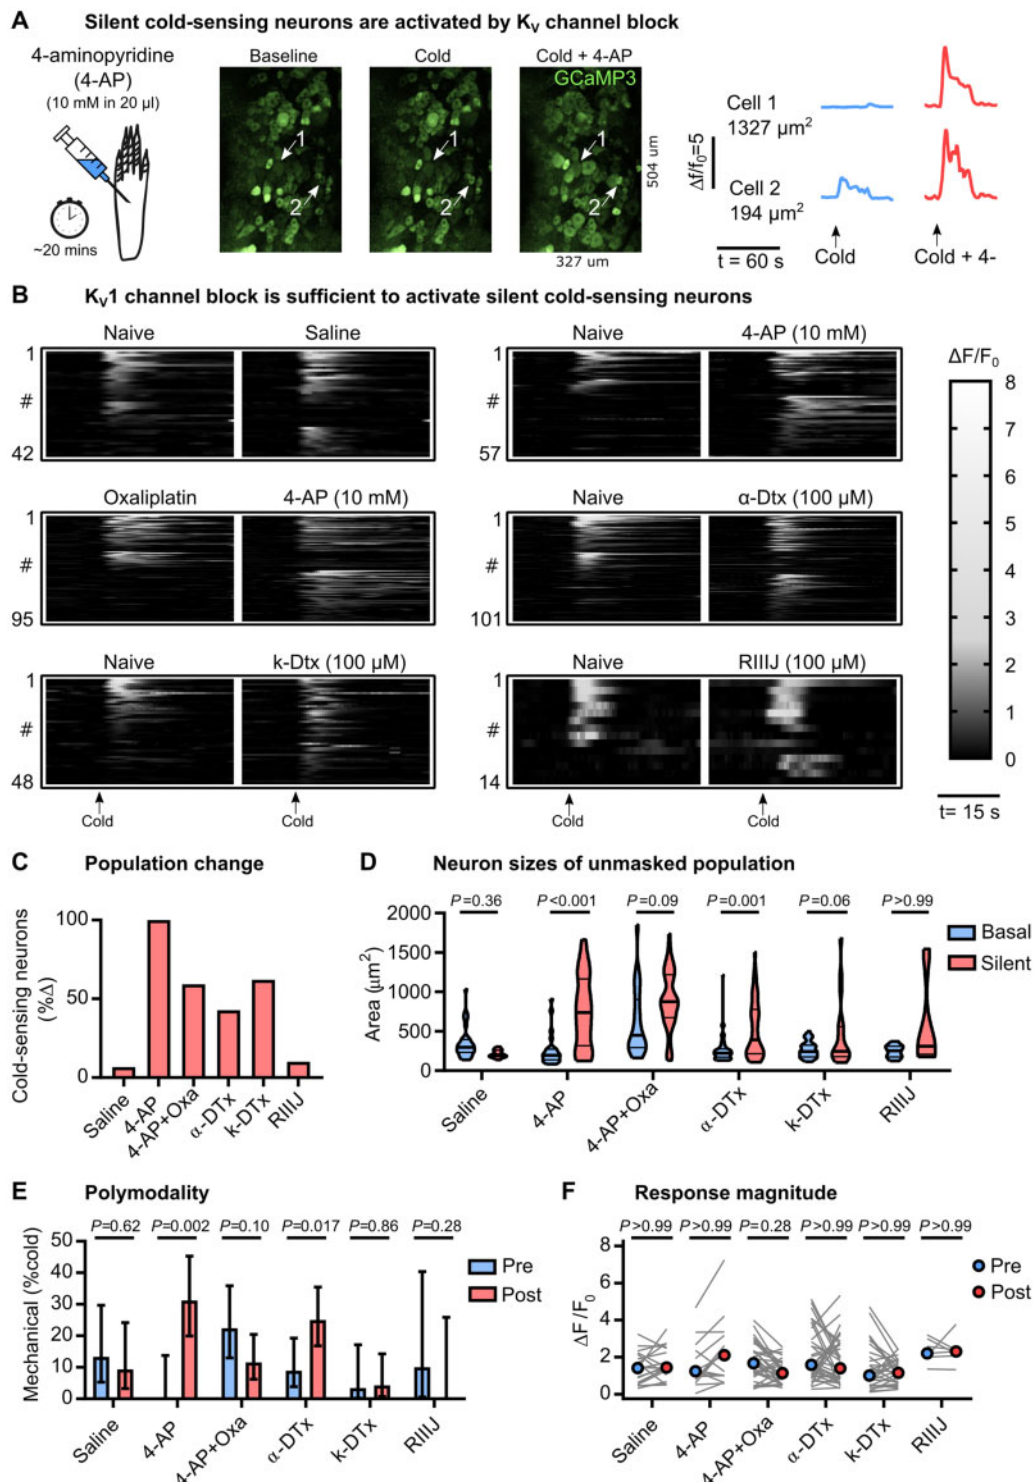 A Silent cold-sensing neurons are activated by KV channel block
4-aminopyridine
(4-AP)
(10 mM in 20 µl)
~20 mins
Baseline
Cold
Cold + 4-AP
GCaMP3
1
2
1
2
1
2
504 um
327 um
Δf/f0=5
Cell 1
1327 µm2
Cell 2
194 µm2
t = 60 s
Cold
Cold + 4-
B KV1 channel block is sufficient to activate silent cold-sensing neurons
Naive
Saline
1
#
42
Naive
4-AP (10 mM)
1
#
57
Oxaliplatin
4-AP (10 mM)
1
#
95
Naive
α-Dtx (100 µM)
1
#
101
Naive
k-Dtx (100 µM)
1
#
48
Cold
Cold
Naive
RIIIJ (100 µM)
1
#
14
Cold
Cold
ΔF/F0
8
7
6
5
4
3
2
1
0
t= 15 s
C Population change
Cold-sensing neurons
(%Δ)
100
50
0
Saline
4-AP
4-AP+Oxa
α-DTx
k-DTx
RIIIJ
D Neuron sizes of unmasked population
P=0.36
P<0.001
P=0.09
P=0.001
P=0.06
P>0.99
Area (µm2)
2000
1500
1000
500
0
Basal
Silent
Saline
4-AP
4-AP+Oxa
α-DTx
k-DTx
RIIIJ
E Polymodality
P=0.62
P=0.002
P=0.10
P=0.017
P=0.86
P=0.28
Mechanical (%cold)
50
40
30
20
10
0
Pre
Post
Saline
4-AP
4-AP+Oxa
α-DTx
k-DTx
RIIIJ
F Response magnitude
P>0.99
P>0.99
P=0.28
P>0.99
P>0.99
P>0.99
ΔF/F0
8
6
4
2
0
Pre
Post
Saline
4-AP
4-AP+Oxa
α-DTx
k-DTx
RIIIJ